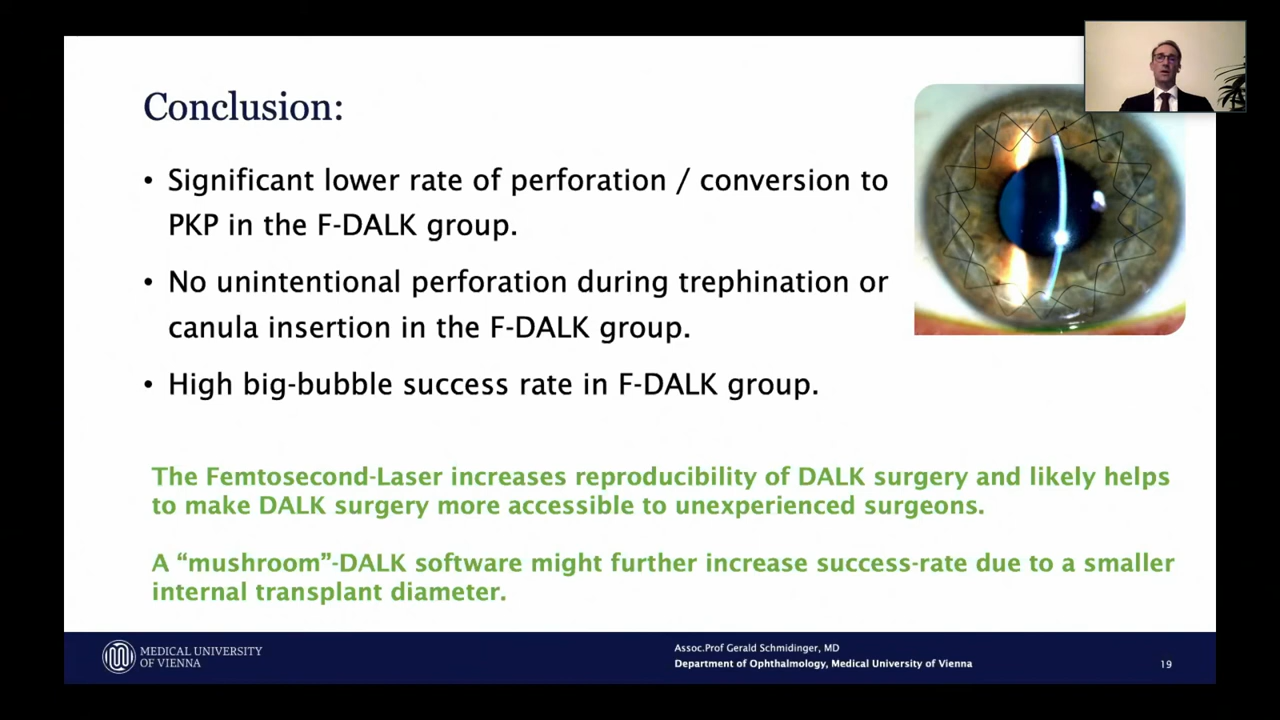 Conclusion:
• Significant lower rate of perforation / conversion to
PKP in the F-DALK group.
• No unintentional perforation during trephination or
canula insertion in the F-DALK group.
• High big-bubble success rate in F-DALK group.
The Femtosecond-Laser increases reproducibility of DALK surgery and likely helps
to make DALK surgery more accessible to unexperienced surgeons.
A “mushroom”-DALK software might further increase success-rate due to a smaller
internal transplant diameter.
MEDICAL UNIVERSITY
OF VIENNA
Assoc.Prof Gerald Schmidinger, MD
Department of Ophthalmology, Medical University of Vienna
19